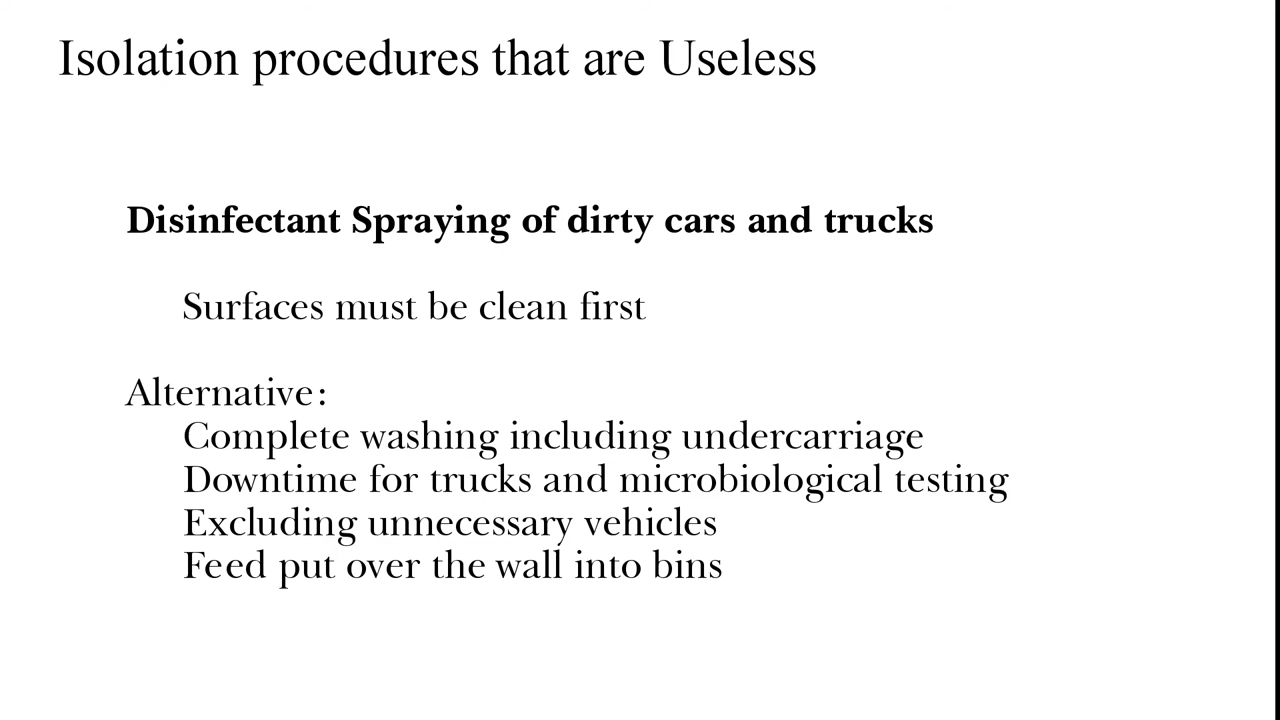 Isolation procedures that are Useless
Disinfectant Spraying of dirty cars and trucks
Surfaces must be clean first
Alternative:
Complete washing including undercarriage
Downtime for trucks and microbiological testing
Excluding unnecessary vehicles
Feed put over the wall into bins